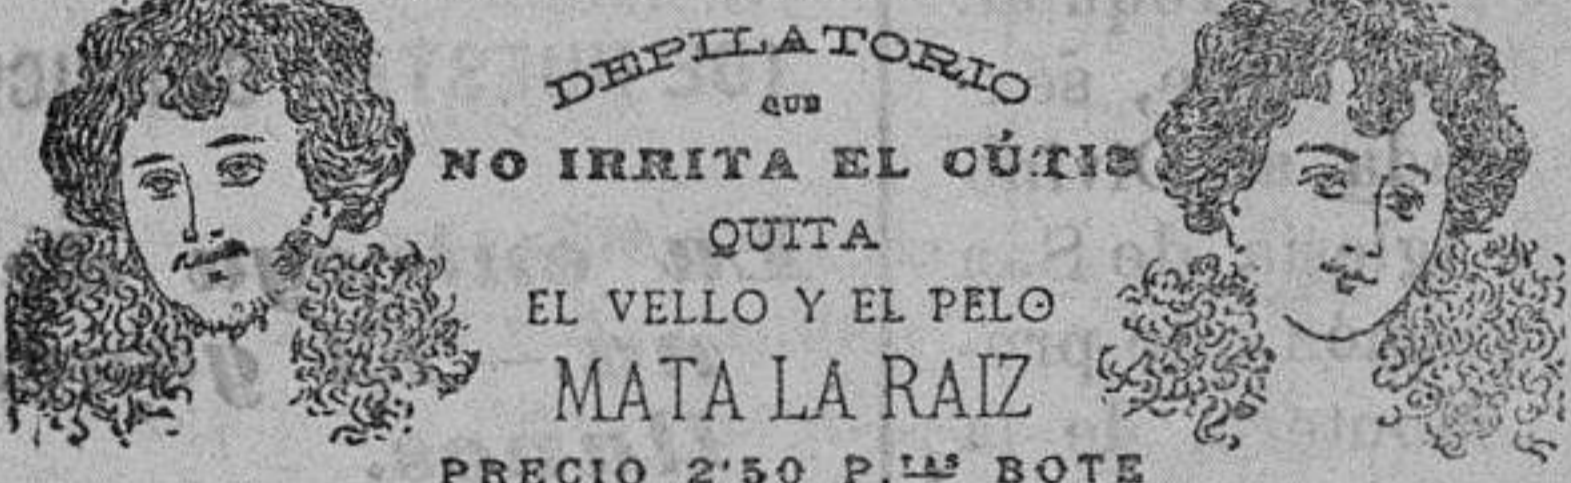 DEPILATORIO
QUE
NO IRRITA EL CÚTIS
QUITA
EL VELLO Y EL PELO
MATA LA RAIZ
PRECIO 2'50 P.TAS BOTE